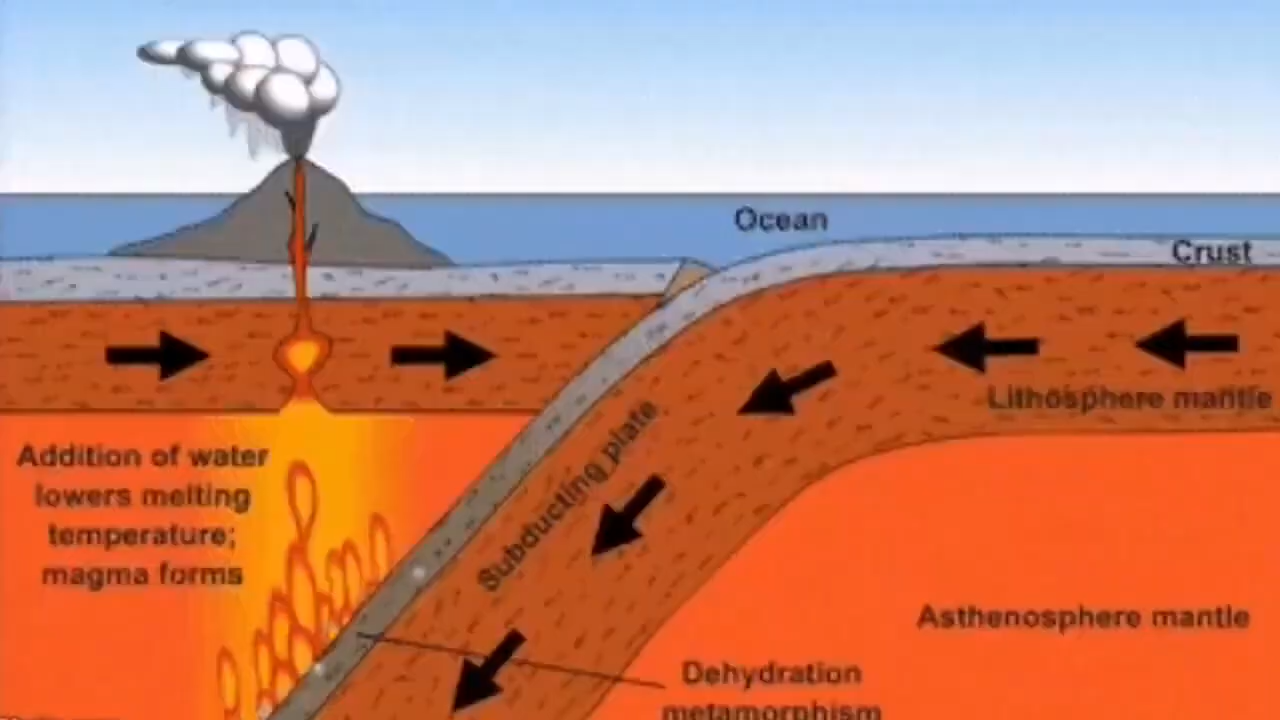 Ocean
Crust
Lithosphere mantle
Addition of water
lowers melting
temperature;
magma forms
Subducting plate
Asthenosphere mantle
Dehydration
metamorphism